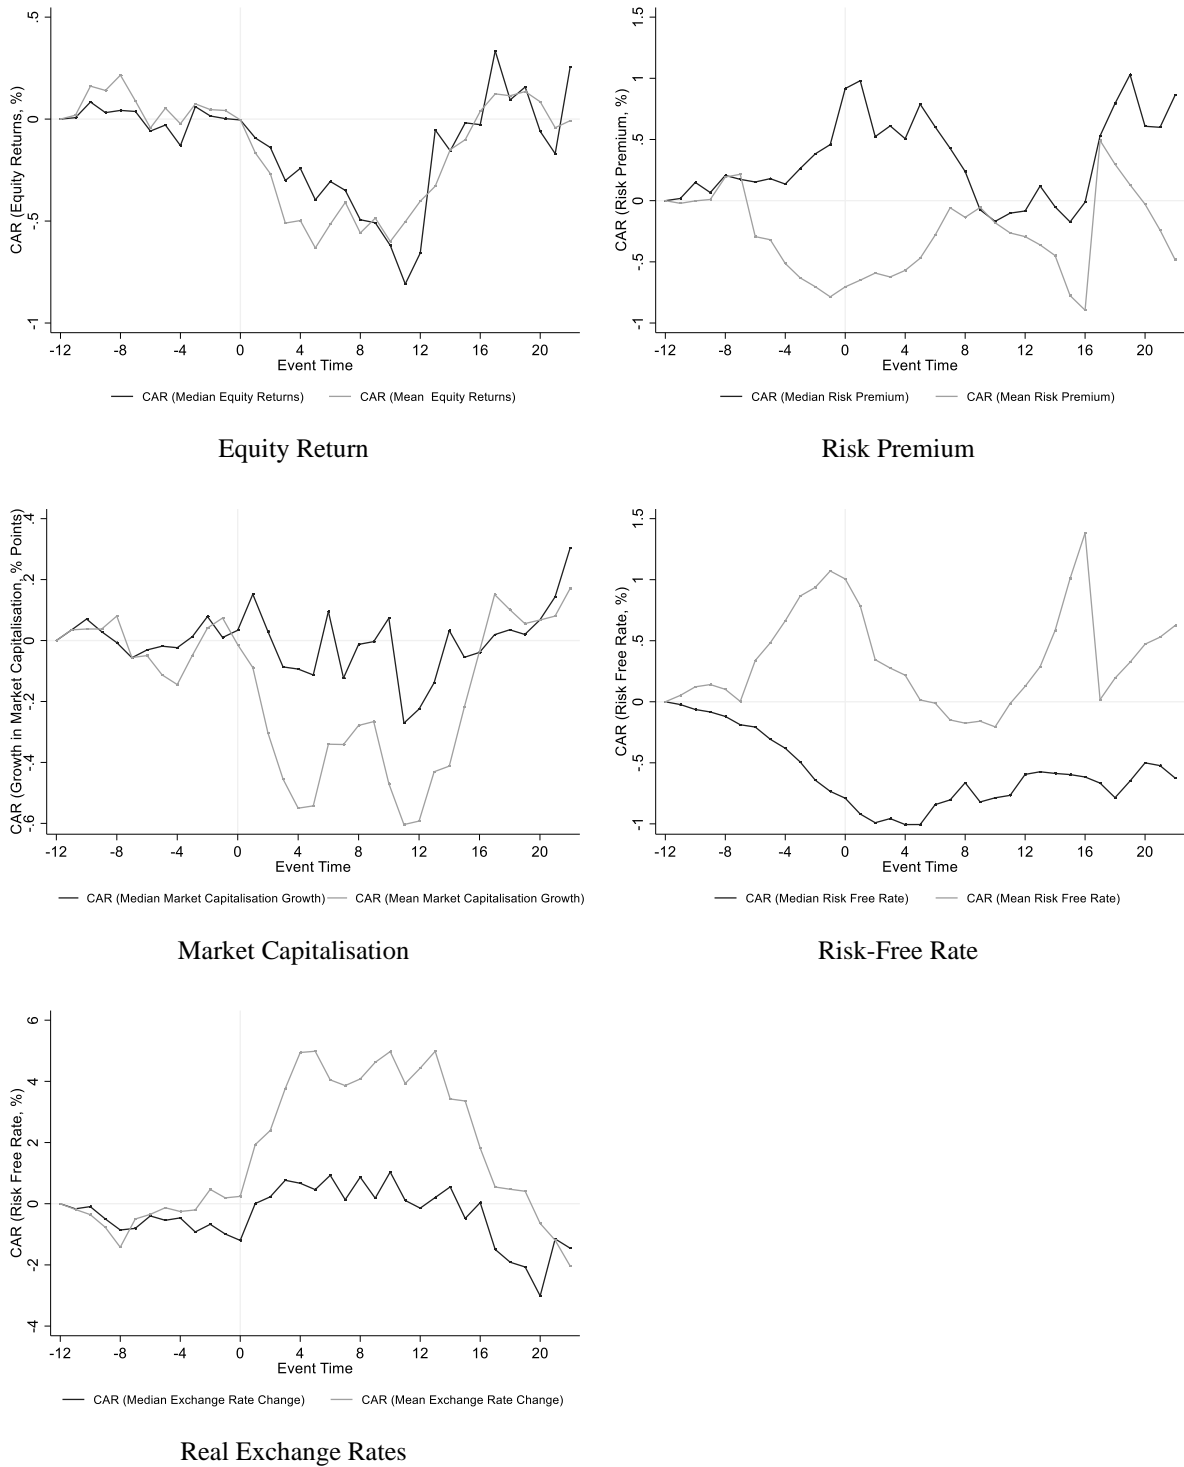 CAR (Equity Returns, %)
.5
0
-.5
-1
-12 -8 -4 0 4 8 12 16 20
Event Time
CAR (Median Equity Returns) CAR (Mean Equity Returns)
Equity Return
CAR (Risk Premium, %)
1.5
1
.5
0
-.5
-1
-12 -8 -4 0 4 8 12 16 20
Event Time
CAR (Median Risk Premium) CAR (Mean Risk Premium)
Risk Premium
CAR (Growth in Market Capitalisation, % Points)
.4
.2
0
-.2
-.4
-.6
-12 -8 -4 0 4 8 12 16 20
Event Time
CAR (Median Market Capitalisation Growth) CAR (Mean Market Capitalisation Growth)
Market Capitalisation
CAR (Risk Free Rate, %)
1.5
1
.5
0
-.5
-1
-12 -8 -4 0 4 8 12 16 20
Event Time
CAR (Median Risk Free Rate) CAR (Mean Risk Free Rate)
Risk-Free Rate
CAR (Risk Free Rate, %)
6
4
2
0
-2
-4
-12 -8 -4 0 4 8 12 16 20
Event Time
CAR (Median Exchange Rate Change) CAR (Mean Exchange Rate Change)
Real Exchange Rates